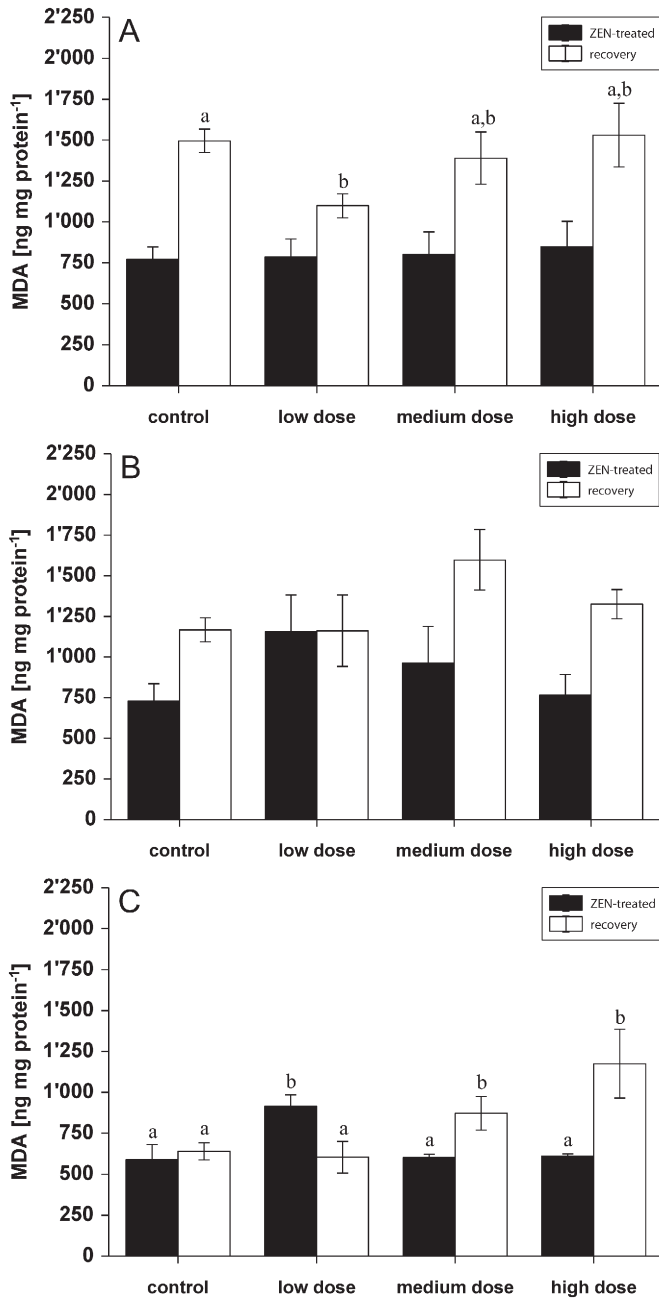 A
2'250
2'000
1'750
1'500
1'250
1'000
750
500
250
0
MDA [ng mg protein-1]
ZEN-treated
recovery
a
b
a,b
a,b
control low dose medium dose high dose
B
2'250
2'000
1'750
1'500
1'250
1'000
750
500
250
0
MDA [ng mg protein-1]
ZEN-treated
recovery
control low dose medium dose high dose
C
2'250
2'000
1'750
1'500
1'250
1'000
750
500
250
0
MDA [ng mg protein-1]
ZEN-treated
recovery
a a b a a b a b
control low dose medium dose high dose